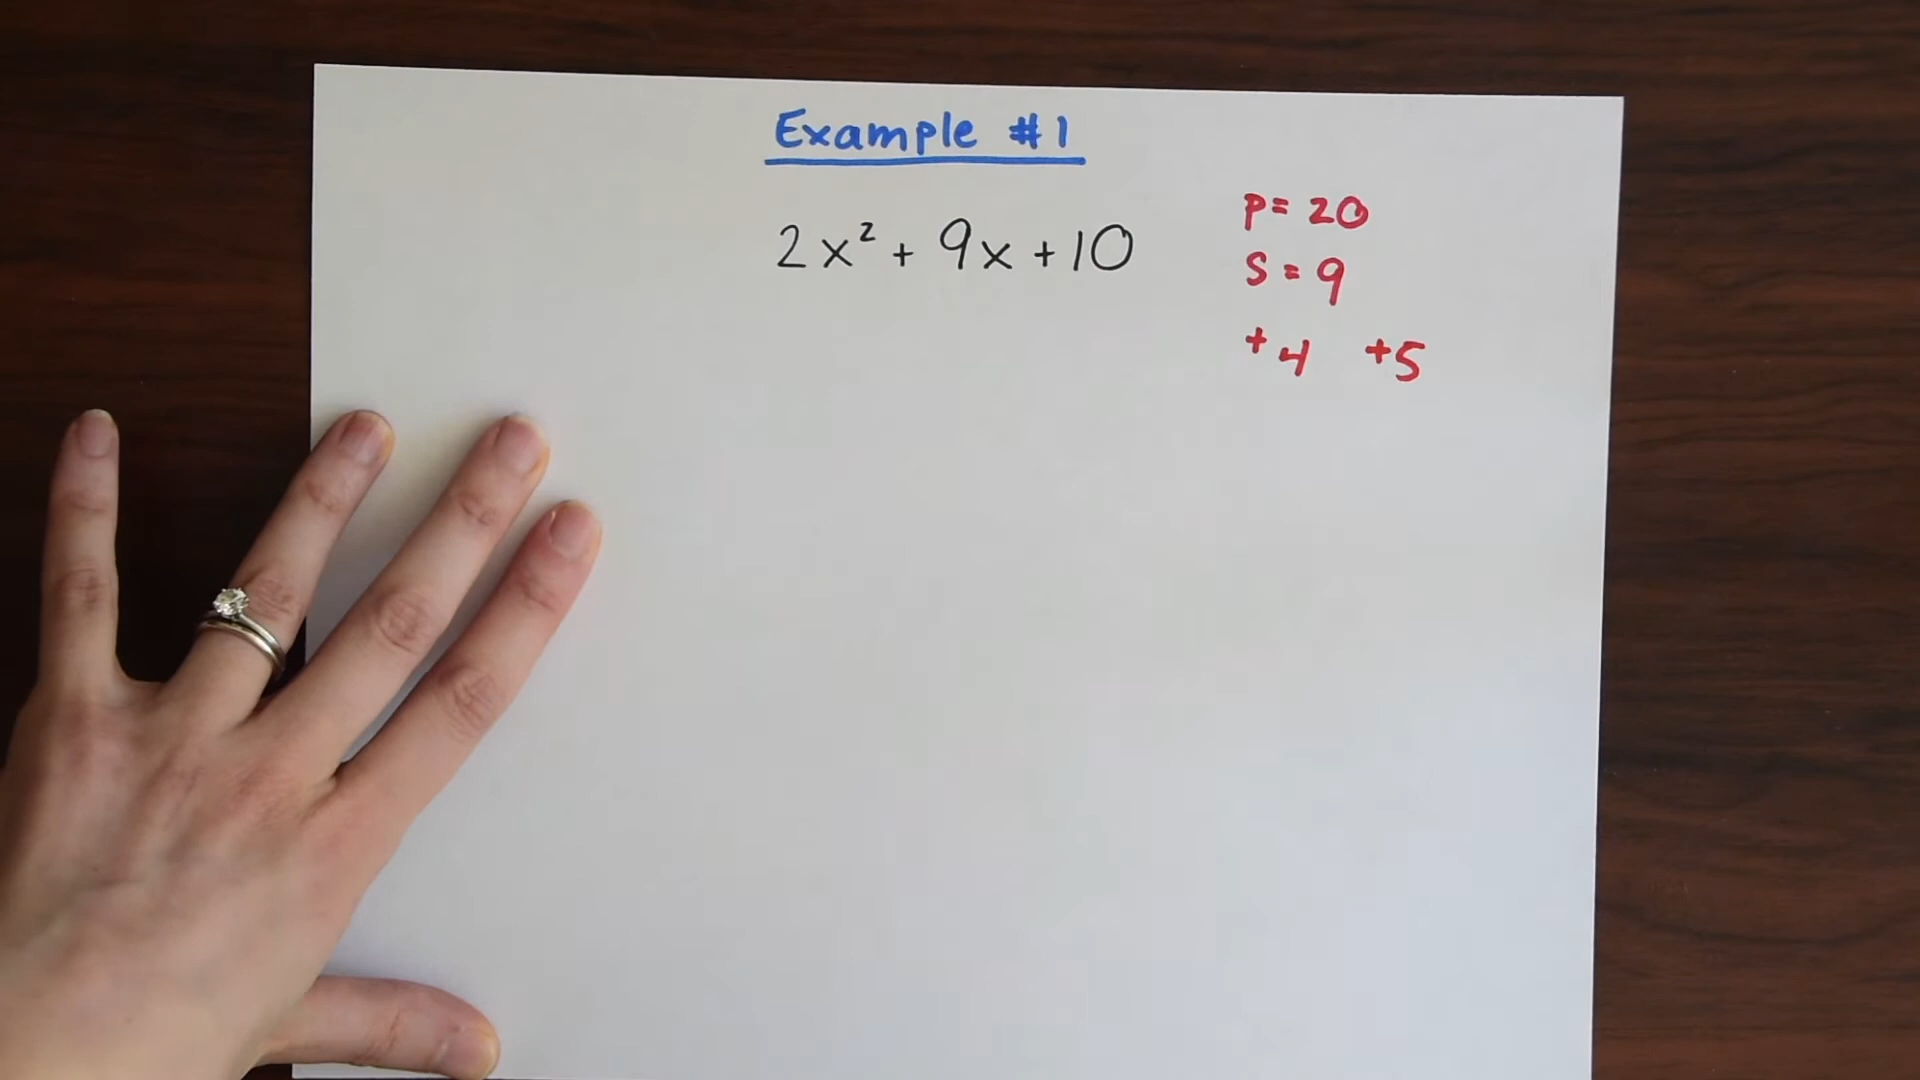 Example #1
2x² + 9x + 10
P = 20
S = 9
+4 +5